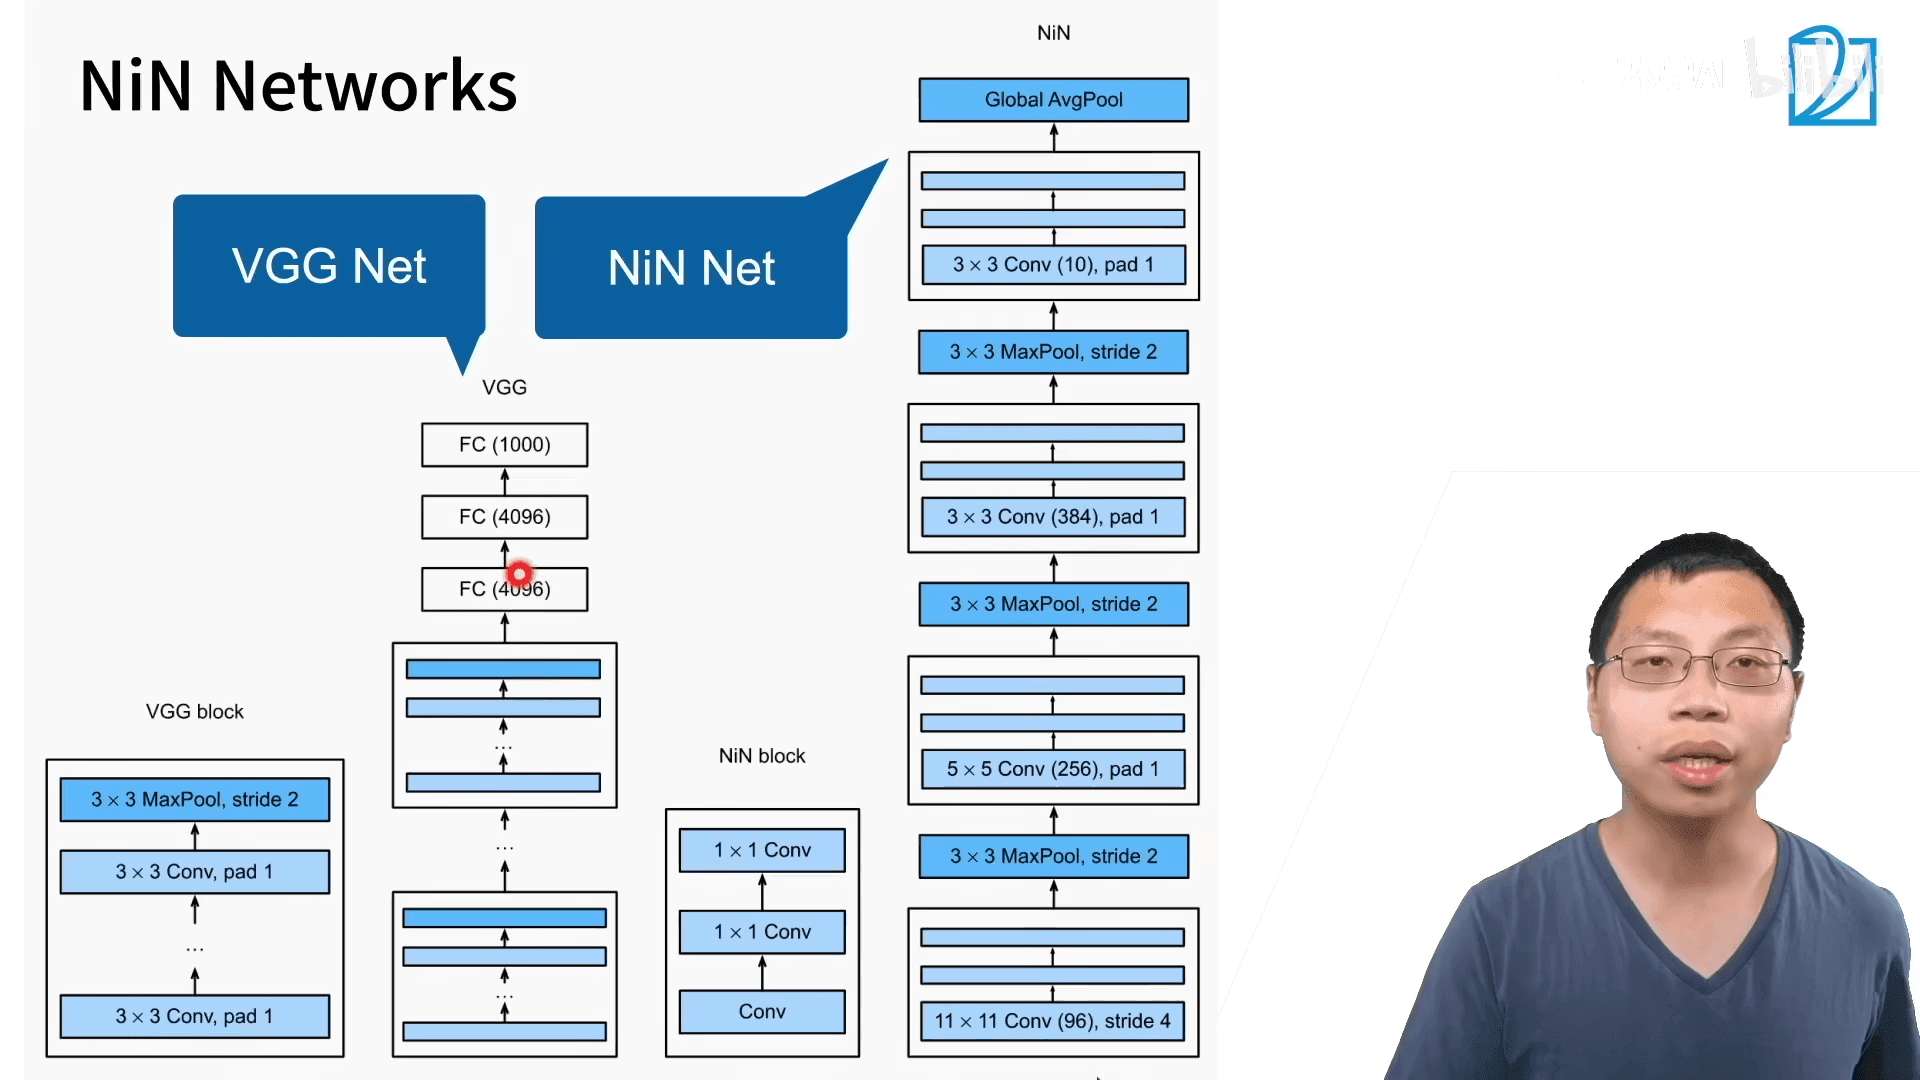 NiN Networks
VGG Net
NiN Net
VGG block
3 × 3 MaxPool, stride 2
3 × 3 Conv, pad 1
...
3 × 3 Conv, pad 1
VGG
FC (1000)
FC (4096)
FC (4096)
...
...
...
NiN block
1 × 1 Conv
1 × 1 Conv
Conv
NiN
Global AvgPool
3 × 3 Conv (10), pad 1
3 × 3 MaxPool, stride 2
3 × 3 Conv (384), pad 1
3 × 3 MaxPool, stride 2
5 × 5 Conv (256), pad 1
3 × 3 MaxPool, stride 2
11 × 11 Conv (96), stride 4
bilibili